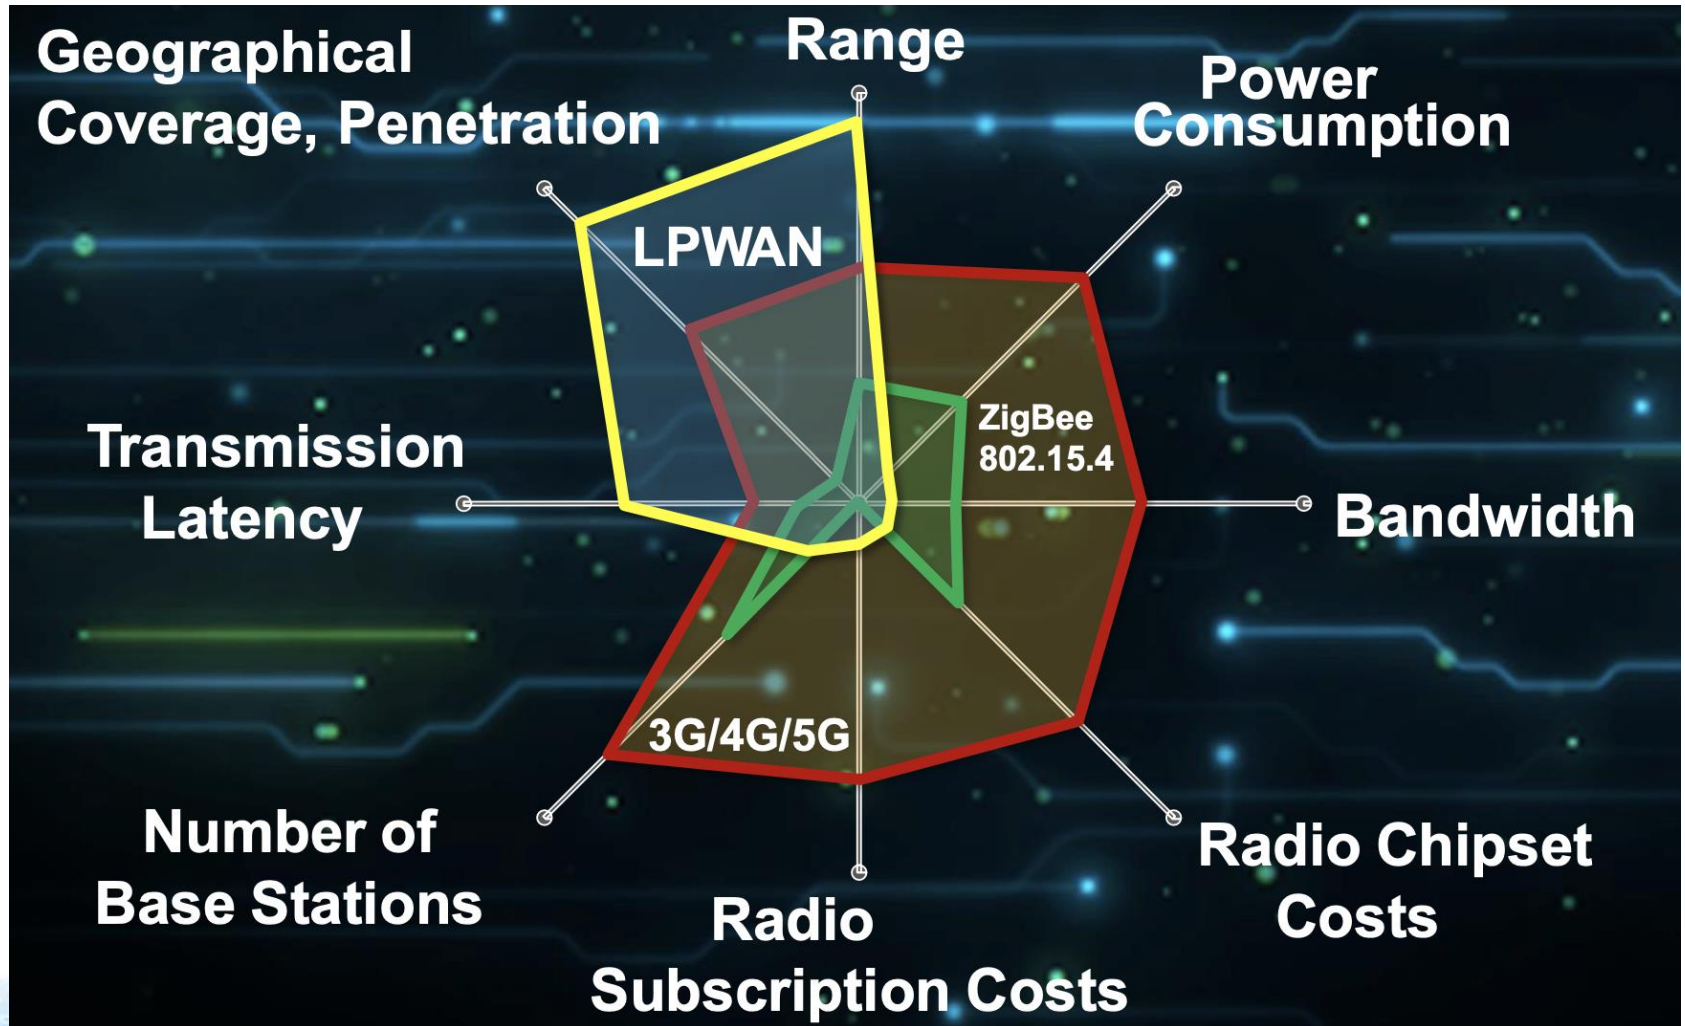 Geographical
Coverage, Penetration
Range
Power
Consumption
LPWAN
ZigBee
802.15.4
Transmission
Latency
Bandwidth
3G/4G/5G
Number of
Base Stations
Radio
Subscription Costs
Radio Chipset
Costs